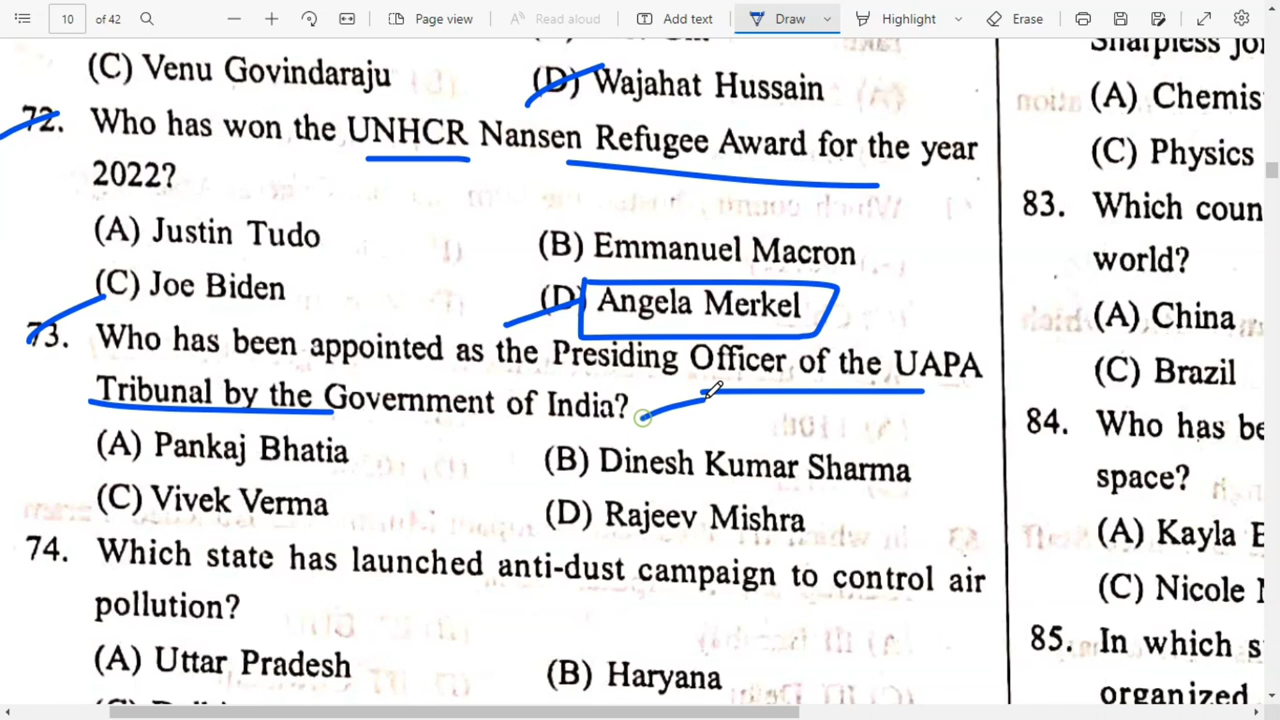 10 of 42 Page view Read aloud Add text Draw Highlight Erase
(C) Venu Govindaraju (D) Wajahat Hussain
72. Who has won the UNHCR Nansen Refugee Award for the year
2022?
(A) Justin Tudo (B) Emmanuel Macron
(C) Joe Biden (D) Angela Merkel
73. Who has been appointed as the Presiding Officer of the UAPA
Tribunal by the Government of India?
(A) Pankaj Bhatia (B) Dinesh Kumar Sharma
(C) Vivek Verma (D) Rajeev Mishra
74. Which state has launched anti-dust campaign to control air
pollution?
(A) Uttar Pradesh (B) Haryana
Sharpless
(A) Chemis
(C) Physics
83. Which coun
world?
(A) China
(C) Brazil
84. Who has be
space?
(A) Kayla
(C) Nicole
85. In which s
organized